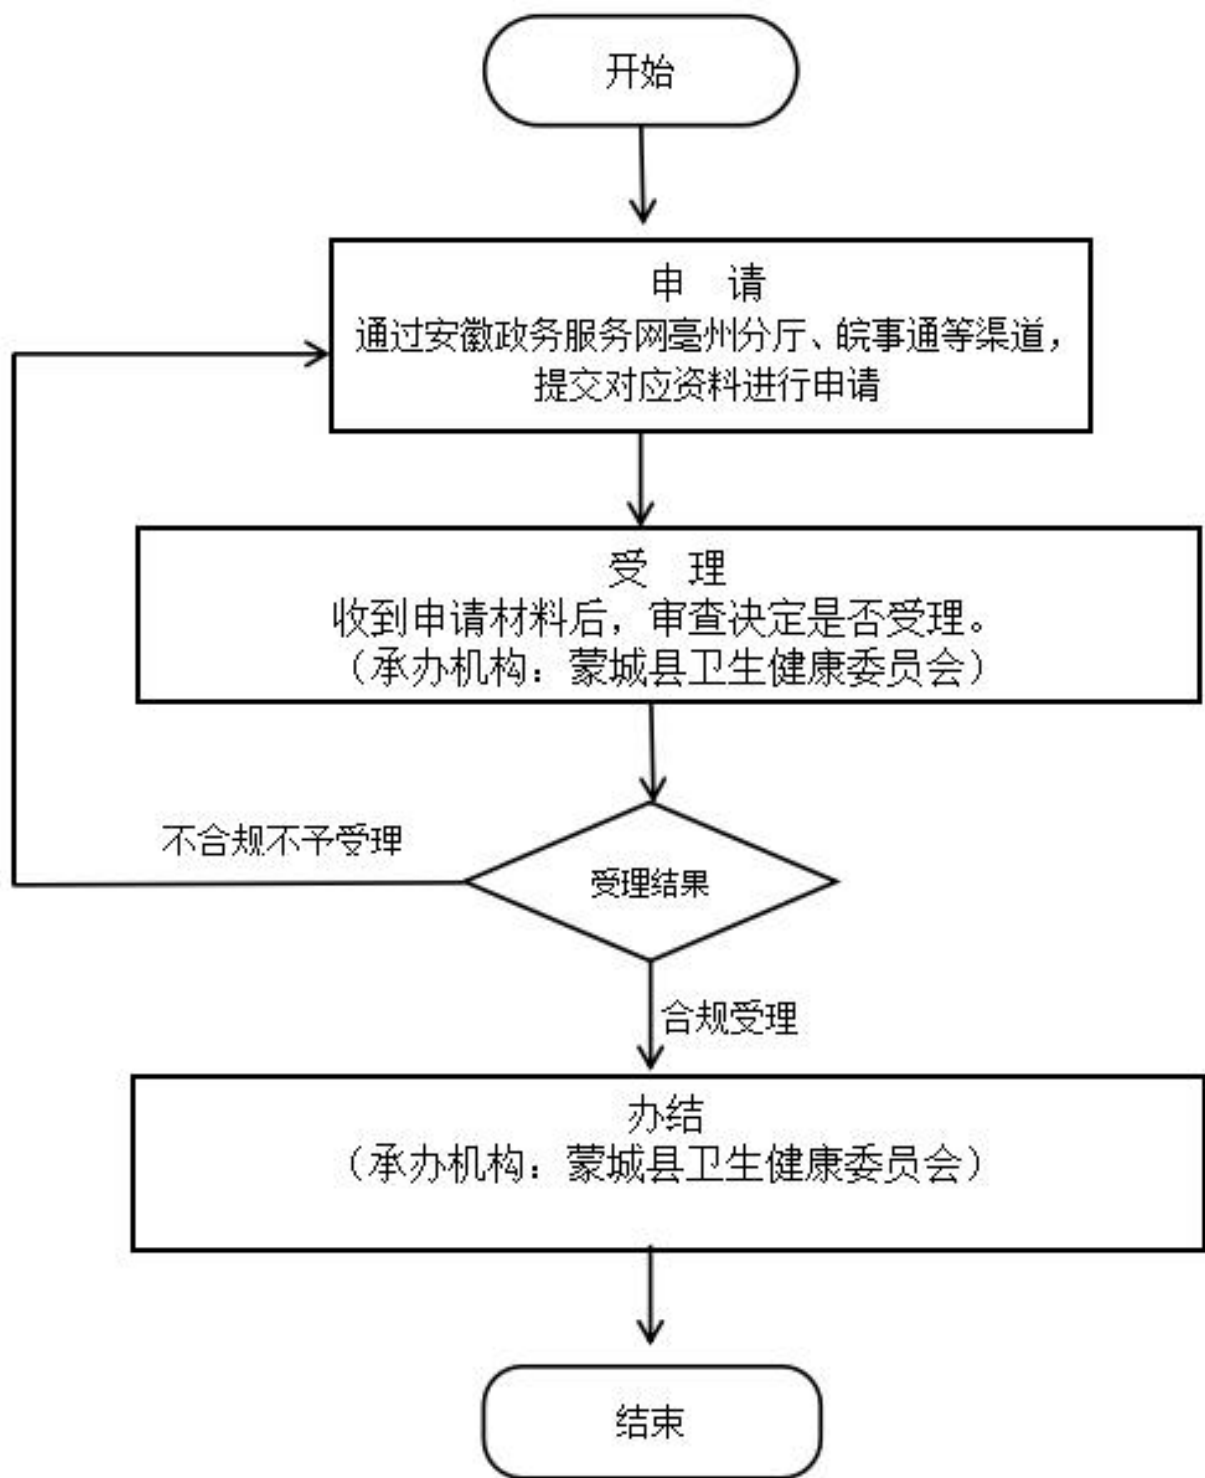 开始
申 请
通过安徽政务服务网亳州分厅、皖事通等渠道，
提交对应资料进行申请
受 理
收到申请材料后，审查决定是否受理。
（承办机构：蒙城县卫生健康委员会）
不合规不予受理
受理结果
合规受理
办结
（承办机构：蒙城县卫生健康委员会）
结束